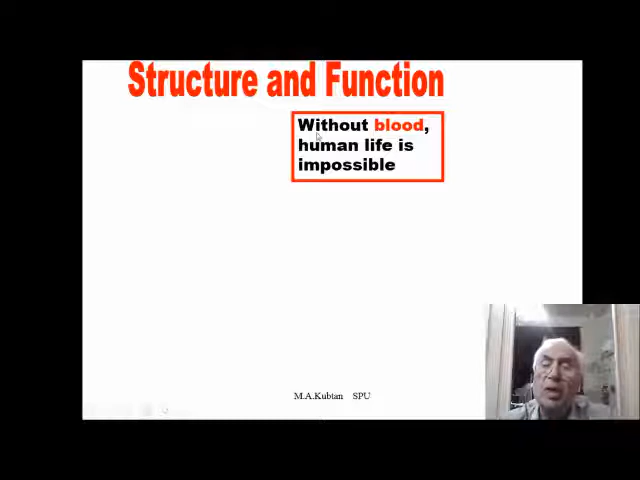 Structure and Function
Without blood,
human life is
impossible
M.A.Kubtan SPU